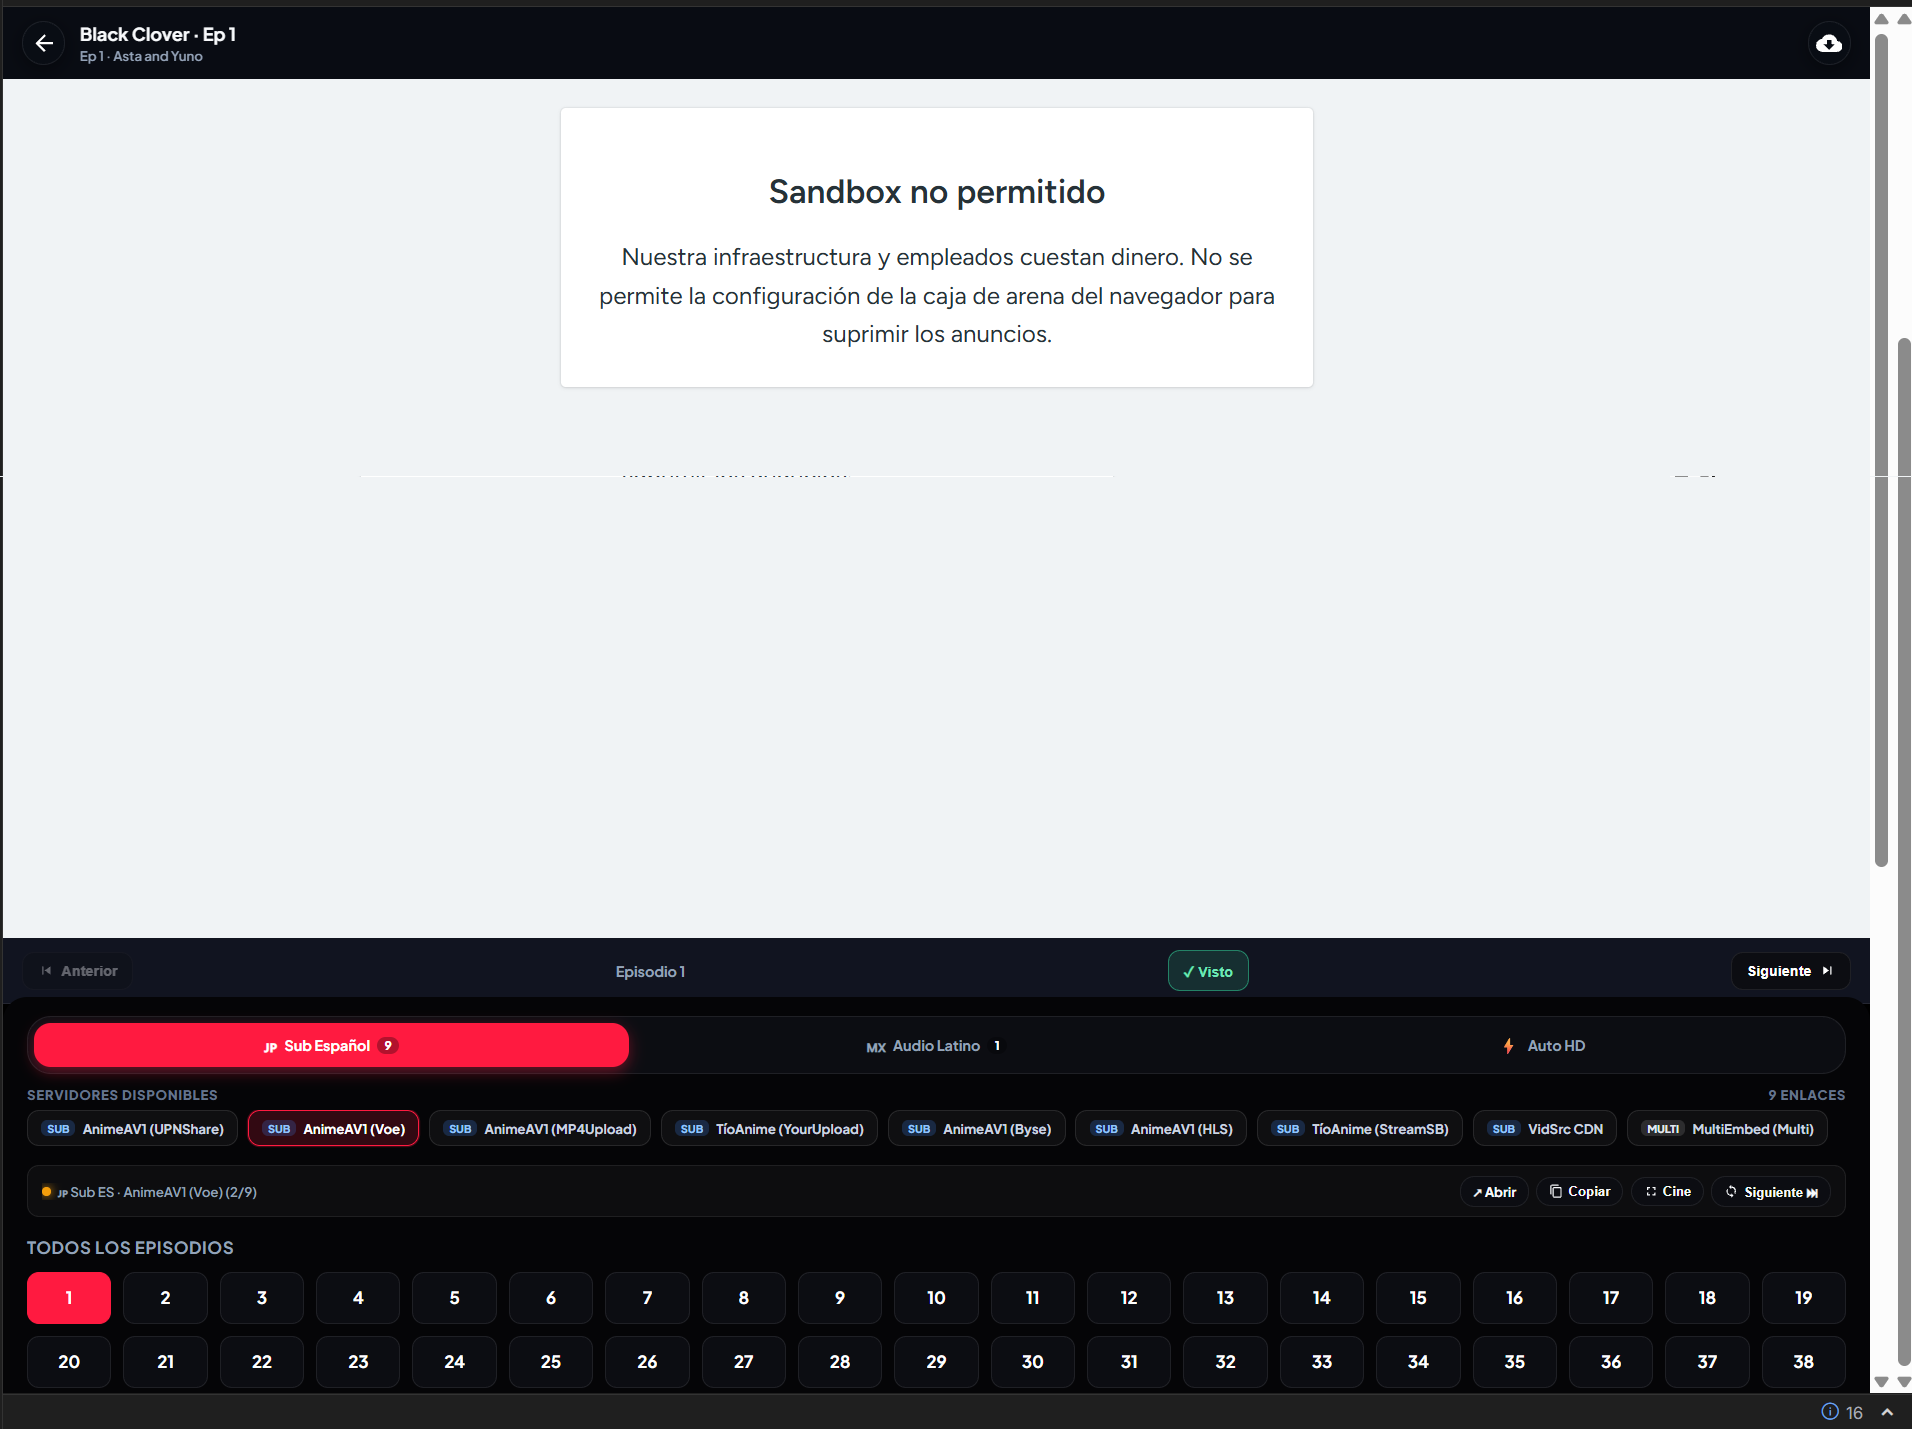 Black Clover · Ep 1
Ep 1 · Asta and Yuno
Sandbox no permitido
Nuestra infraestructura y empleados cuestan dinero. No se
permite la configuración de la caja de arena del navegador para
suprimir los anuncios.
Anterior
Episodio 1
✓ Visto
Siguiente
JP Sub Español 9
MX Audio Latino 1
Auto HD
SERVIDORES DISPONIBLES
9 ENLACES
SUB AnimeAV1 (UPNShare)
SUB AnimeAV1 (Voe)
SUB AnimeAV1 (MP4Upload)
SUB TíoAnime (YourUpload)
SUB AnimeAV1 (Byse)
SUB AnimeAV1 (HLS)
SUB TíoAnime (StreamSB)
SUB VidSrc CDN
MULTI MultiEmbed (Multi)
JP Sub ES · AnimeAV1 (Voe) (2/9)
↗ Abrir
Copiar
Cine
Siguiente ⏭
TODOS LOS EPISODIOS
1 2 3 4 5 6 7 8 9 10 11 12 13 14 15 16 17 18 19
20 21 22 23 24 25 26 27 28 29 30 31 32 33 34 35 36 37 38
16